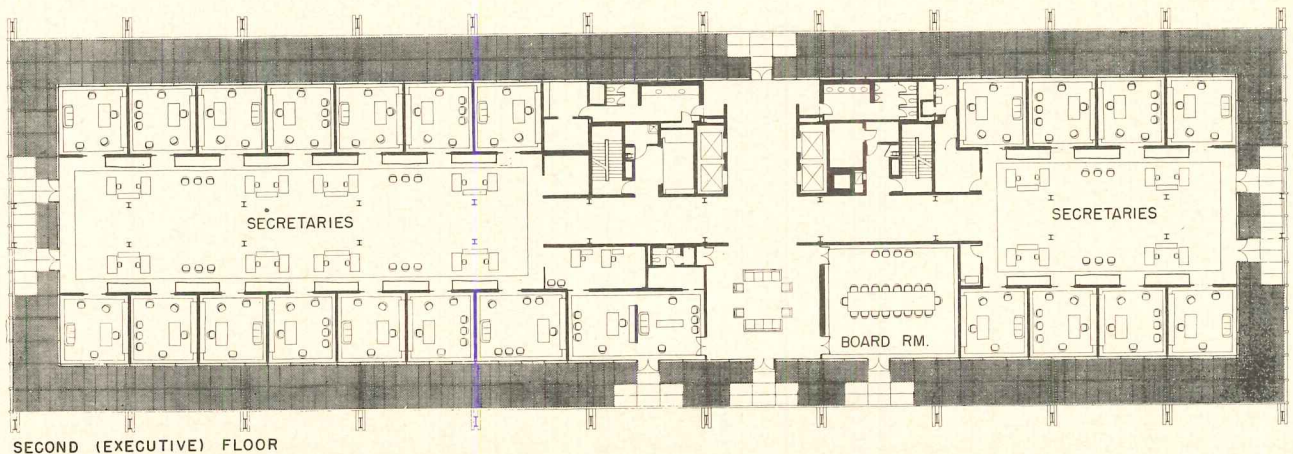 SECRETARIES
SECRETARIES
BOARD RM.
SECOND (EXECUTIVE) FLOOR